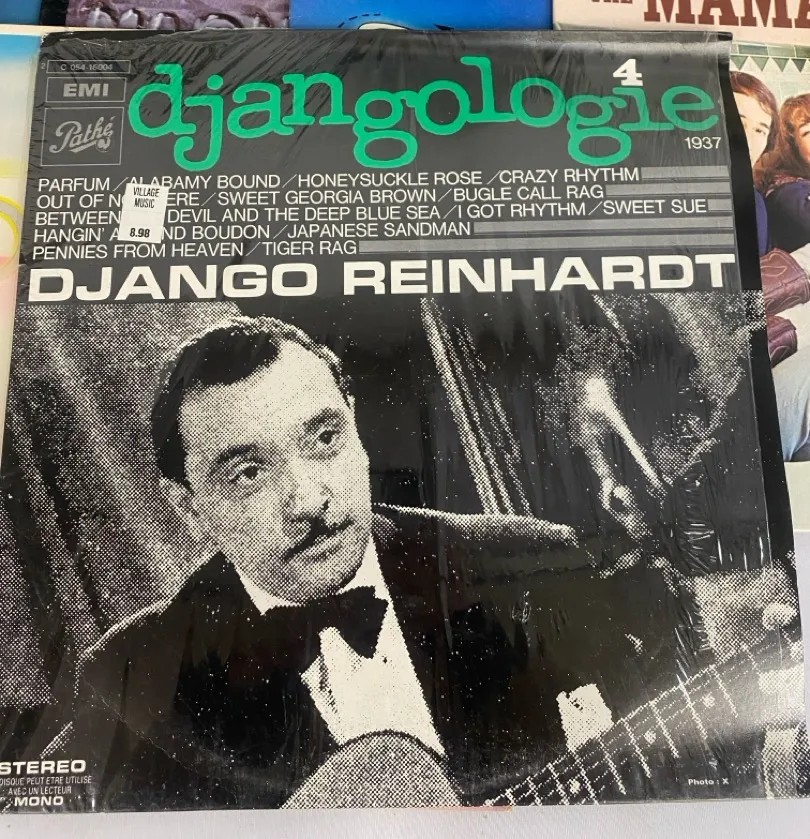 MAMA
2 C 054-16004
EMI
Pathé
djangologie 4
1937
PARFUM / ALABAMY BOUND / HONEYSUCKLE ROSE / CRAZY RHYTHM
OUT OF NO ERE / SWEET GEORGIA BROWN / BUGLE CALL RAG
BETWEEN DEVIL AND THE DEEP BLUE SEA / I GOT RHYTHM / SWEET SUE
HANGIN' A ND BOUDON / JAPANESE SANDMAN
PENNIES FROM HEAVEN / TIGER RAG
VILLAGE
MUSIC
8.98
DJANGO REINHARDT
STEREO
DISQUE PEUT ETRE UTILISE
AVEC UN LECTEUR
MONO
Photo : X